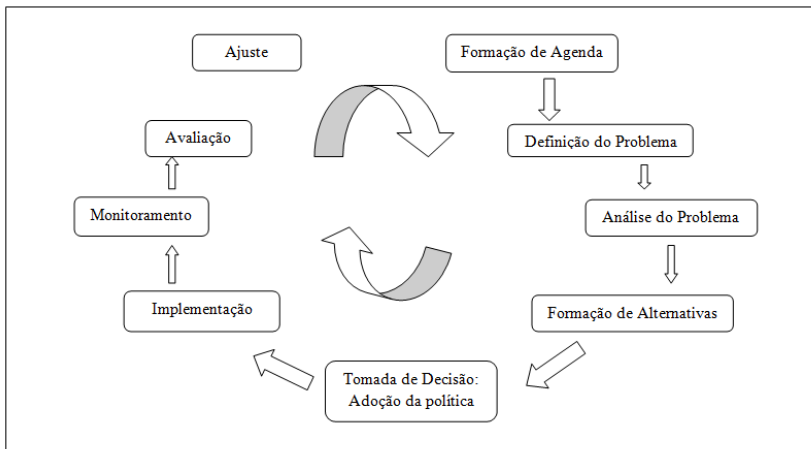 Ajuste
Formação de Agenda
Avaliação
Definição do Problema
Monitoramento
Análise do Problema
Implementação
Formação de Alternativas
Tomada de Decisão:
Adoção da política